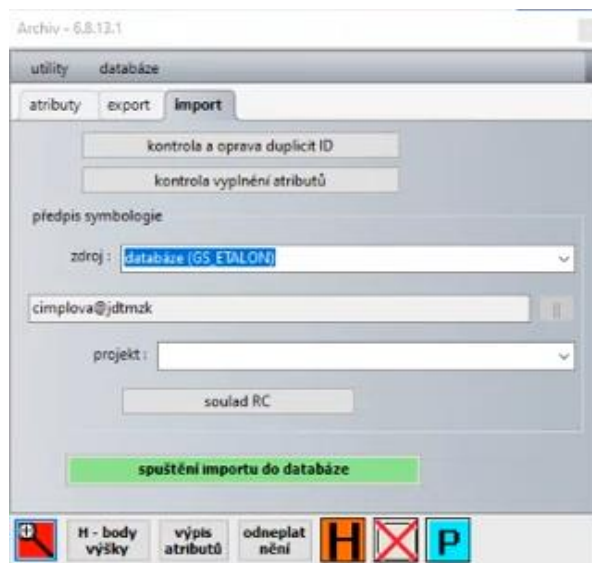 Archiv - 6.8.13.1
utility databáze
atributy export import
kontrola a oprava duplicit ID
kontrola vyplnění atributů
předpis symbologie
zdroj : databáze (GS_ETALON)
cimplova@jdtmzk
projekt :
soulad RC
spuštění importu do databáze
H - body výpis odneplat
výšky atributů nění
H P